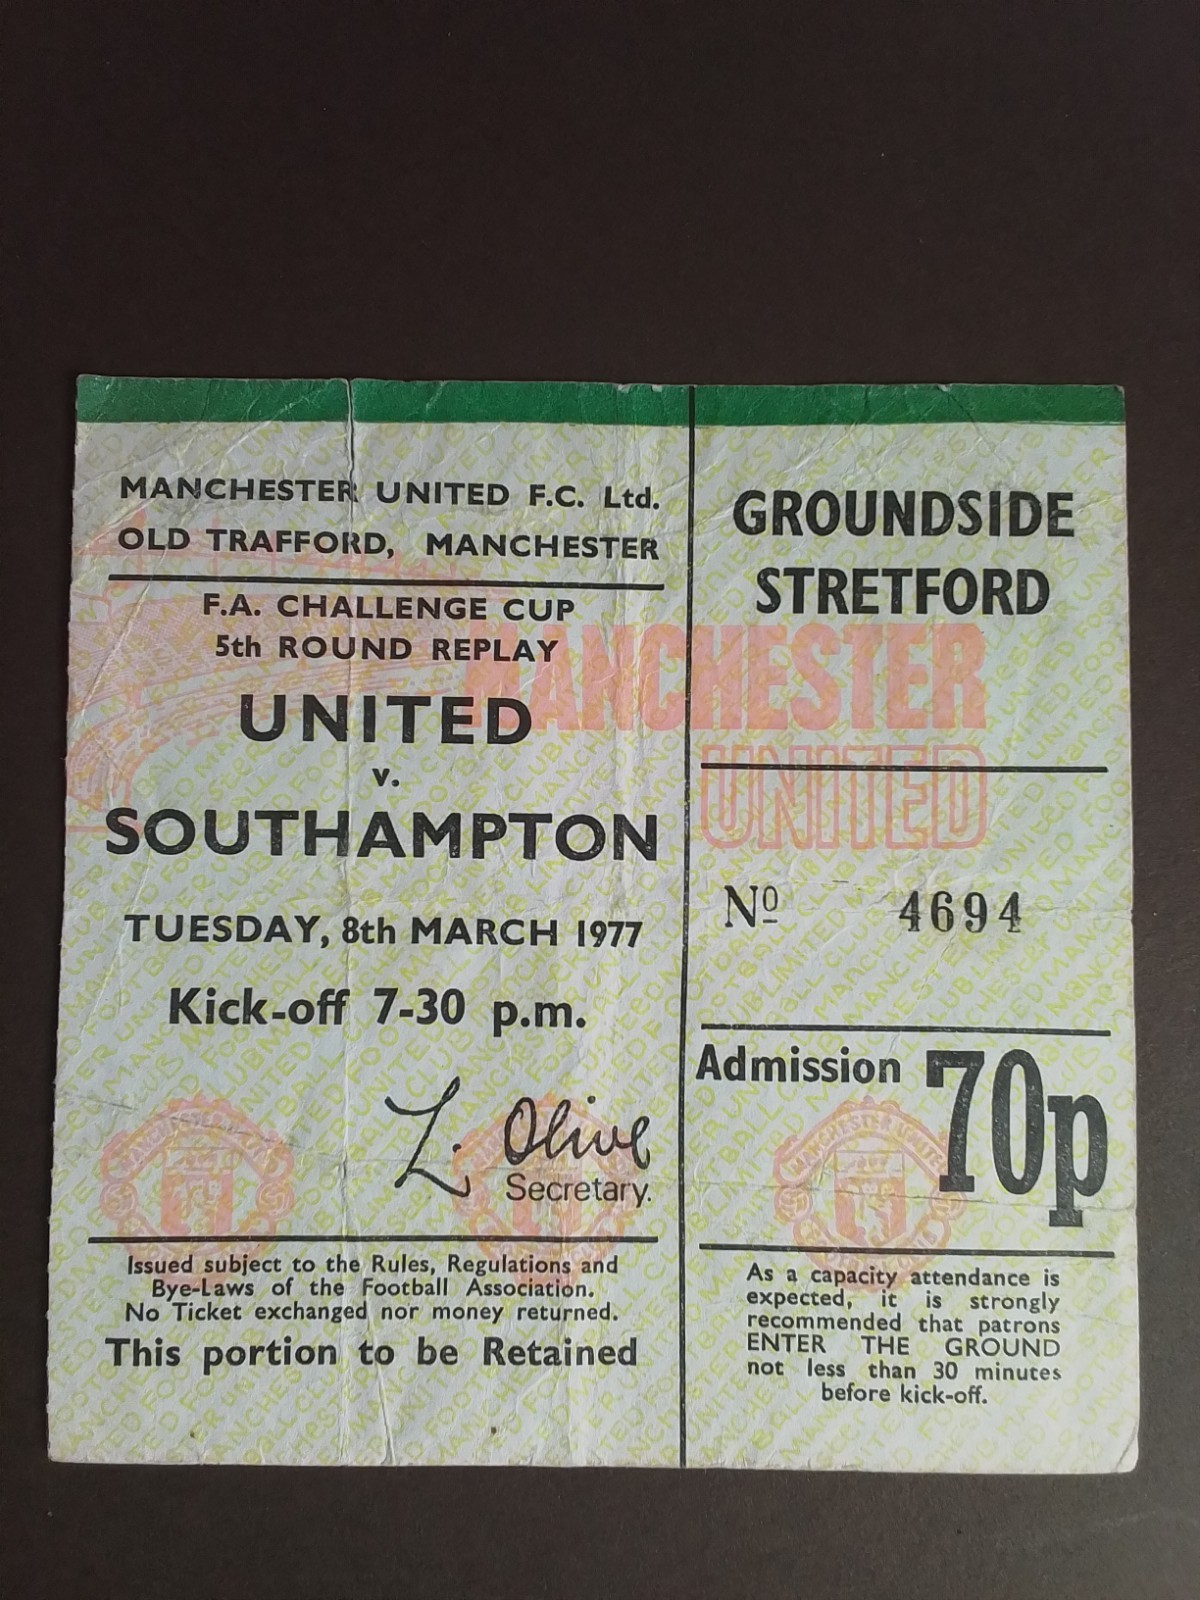 MANCHESTER UNITED F.C. Ltd.
OLD TRAFFORD, MANCHESTER
F.A. CHALLENGE CUP
5th ROUND REPLAY
UNITED
v.
SOUTHAMPTON
TUESDAY, 8th MARCH 1977
Kick-off 7-30 p.m.
L. Olive
Secretary.
Issued subject to the Rules, Regulations and
Bye-Laws of the Football Association.
No Ticket exchanged nor money returned.
This portion to be Retained
GROUNDSIDE
STRETFORD
MANCHESTER
UNITED
Nº 4694
Admission 70p
As a capacity attendance is
expected, it is strongly
recommended that patrons
ENTER THE GROUND
not less than 30 minutes
before kick-off.